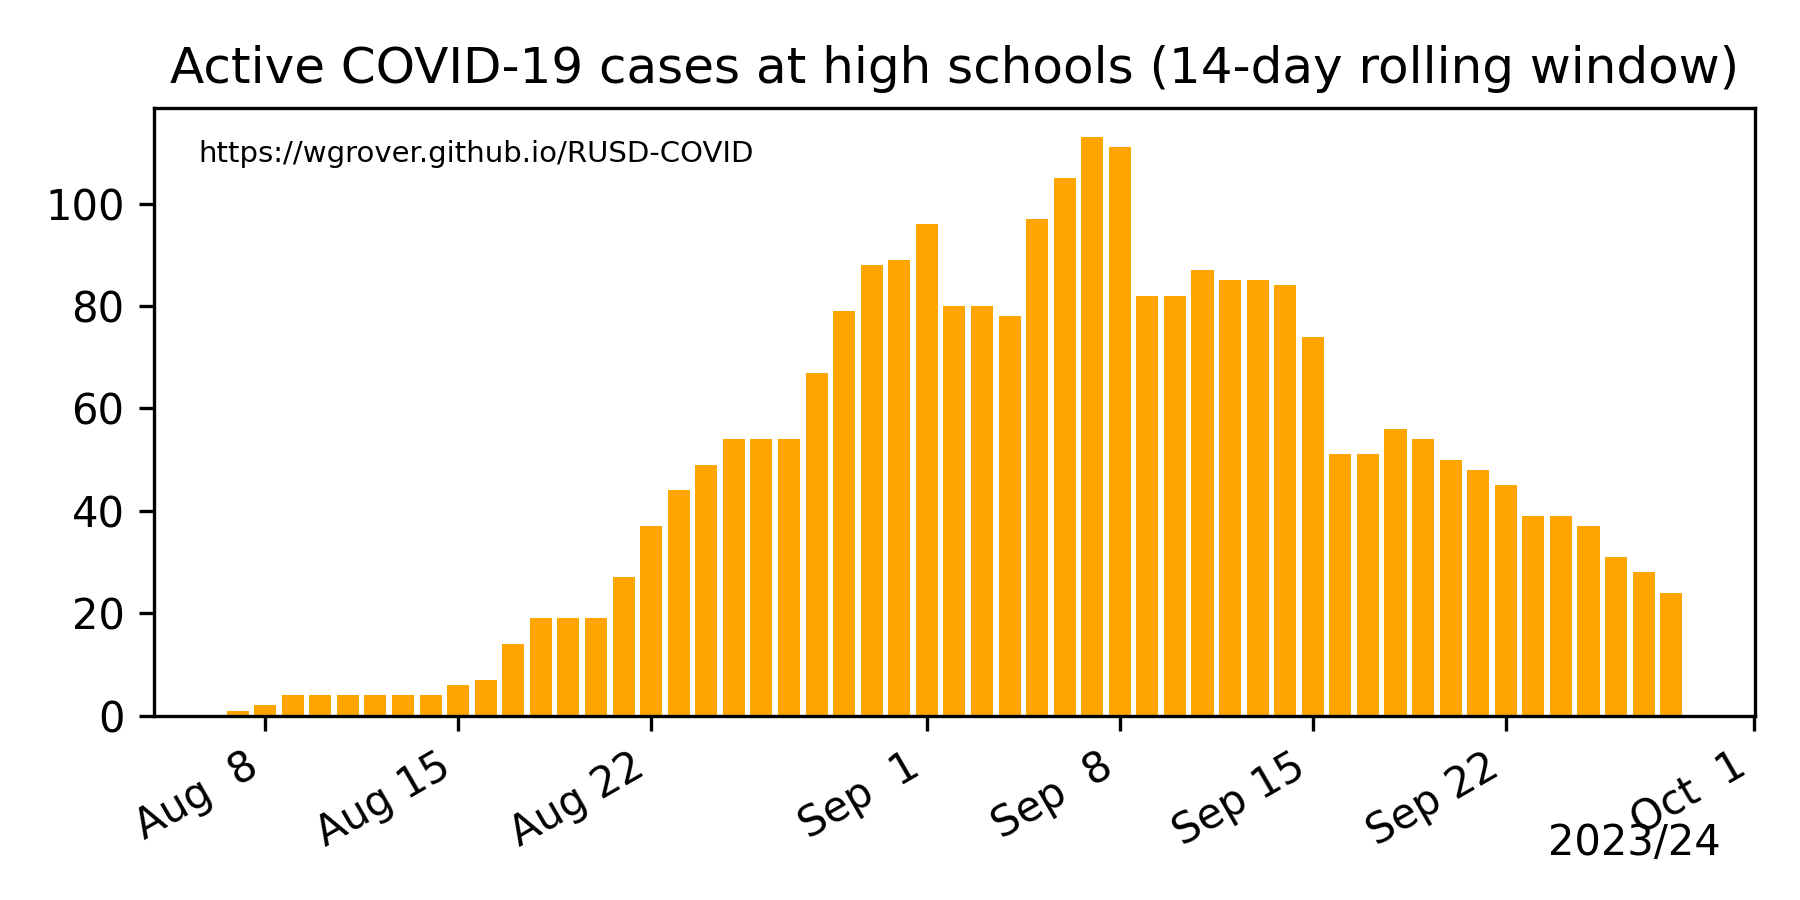 Active COVID-19 cases at high schools (14-day rolling window)
https://wgrover.github.io/RUSD-COVID
100
80
60
40
20
0
Aug 8
Aug 15
Aug 22
Sep 1
Sep 8
Sep 15
Sep 22
Oct 1
2023/24